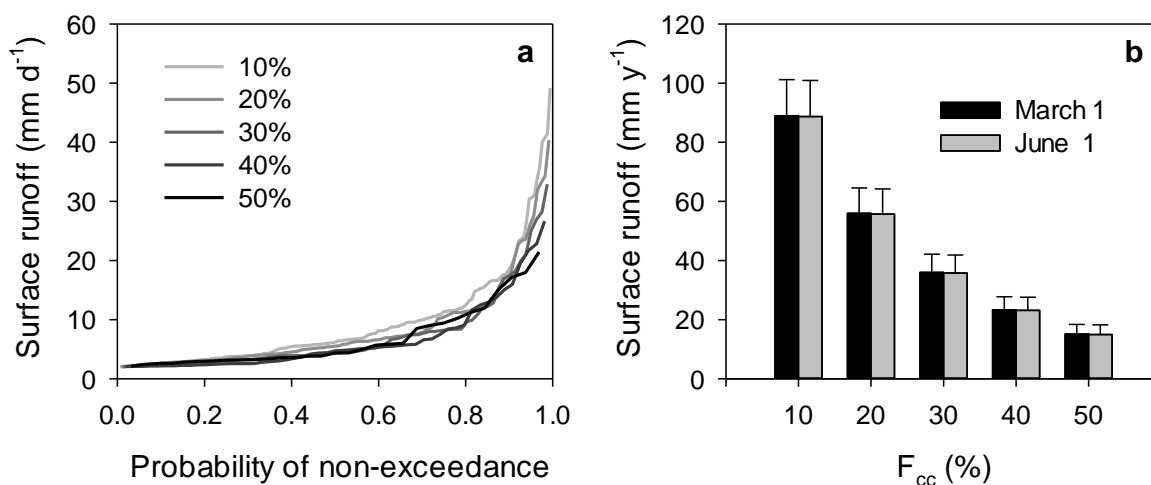 Surface runoff (mm d-1)
60
50
40
30
20
10
0
a
10%
20%
30%
40%
50%
0.0 0.2 0.4 0.6 0.8 1.0
Probability of non-exceedance
Surface runoff (mm y-1)
120
100
80
60
40
20
0
b
March 1
June 1
10 20 30 40 50
Fcc (%)